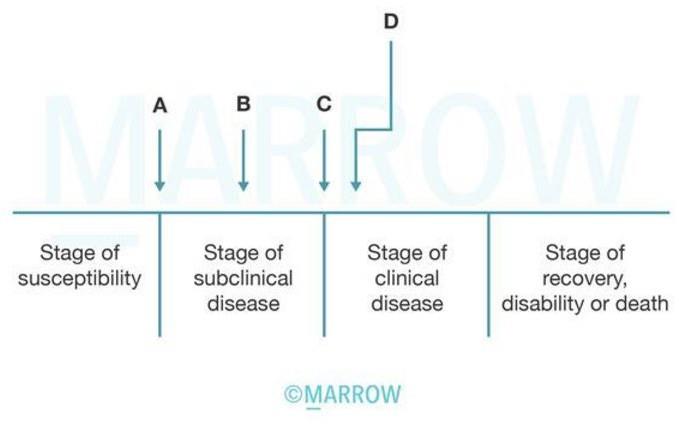 D
A B C
MARROW
Stage of susceptibility
Stage of subclinical disease
Stage of clinical disease
Stage of recovery, disability or death
©MARROW